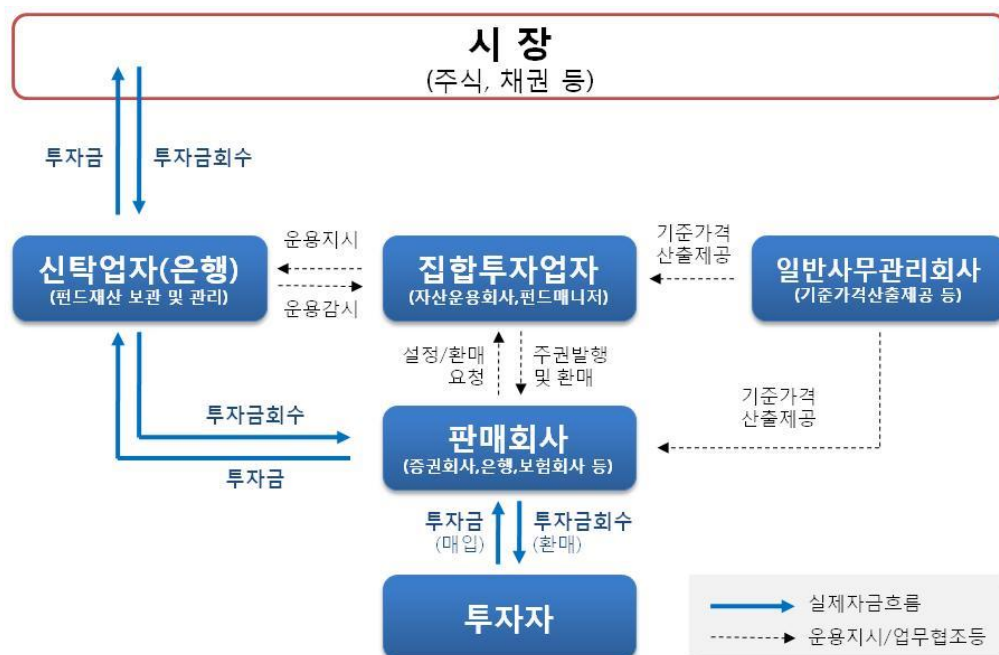 시 장
(주식, 채권 등)
투자금
투자금회수
신탁업자(은행)
(펀드재산 보관 및 관리)
운용지시
운용감시
집합투자업자
(자산운용회사,펀드매니저)
기준가격
산출제공
일반사무관리회사
(기준가격산출제공 등)
설정/환매
요청
주권발행
및 환매
기준가격
산출제공
투자금회수
투자금
판매회사
(증권회사,은행,보험회사 등)
투자금
(매입)
투자금회수
(환매)
투자자
실제자금흐름
운용지시/업무협조등